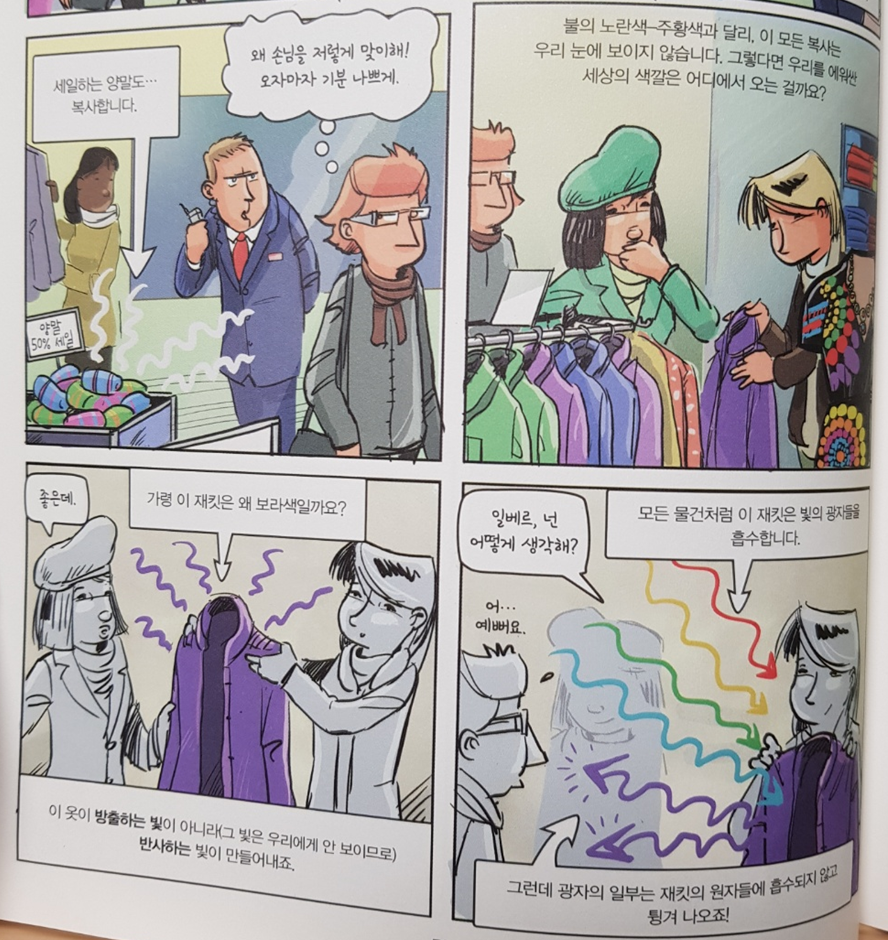 세일하는 양말도…
복사합니다.
왜 손님을 저렇게 맞이해!
오자마자 기분 나쁘게.
양말
50% 세일
불의 노란색–주황색과 달리, 이 모든 복사는
우리 눈에 보이지 않습니다. 그렇다면 우리를 에워싼
세상의 색깔은 어디에서 오는 걸까요?
좋은데.
가령 이 재킷은 왜 보라색일까요?
이 옷이 방출하는 빛이 아니라(그 빛은 우리에게 안 보이므로)
반사하는 빛이 만들어내죠.
일베르, 넌
어떻게 생각해?
모든 물건처럼 이 재킷은 빛의 광자들을
흡수합니다.
어…
예뻐요.
그런데 광자의 일부는 재킷의 원자들에 흡수되지 않고
튕겨 나오죠!